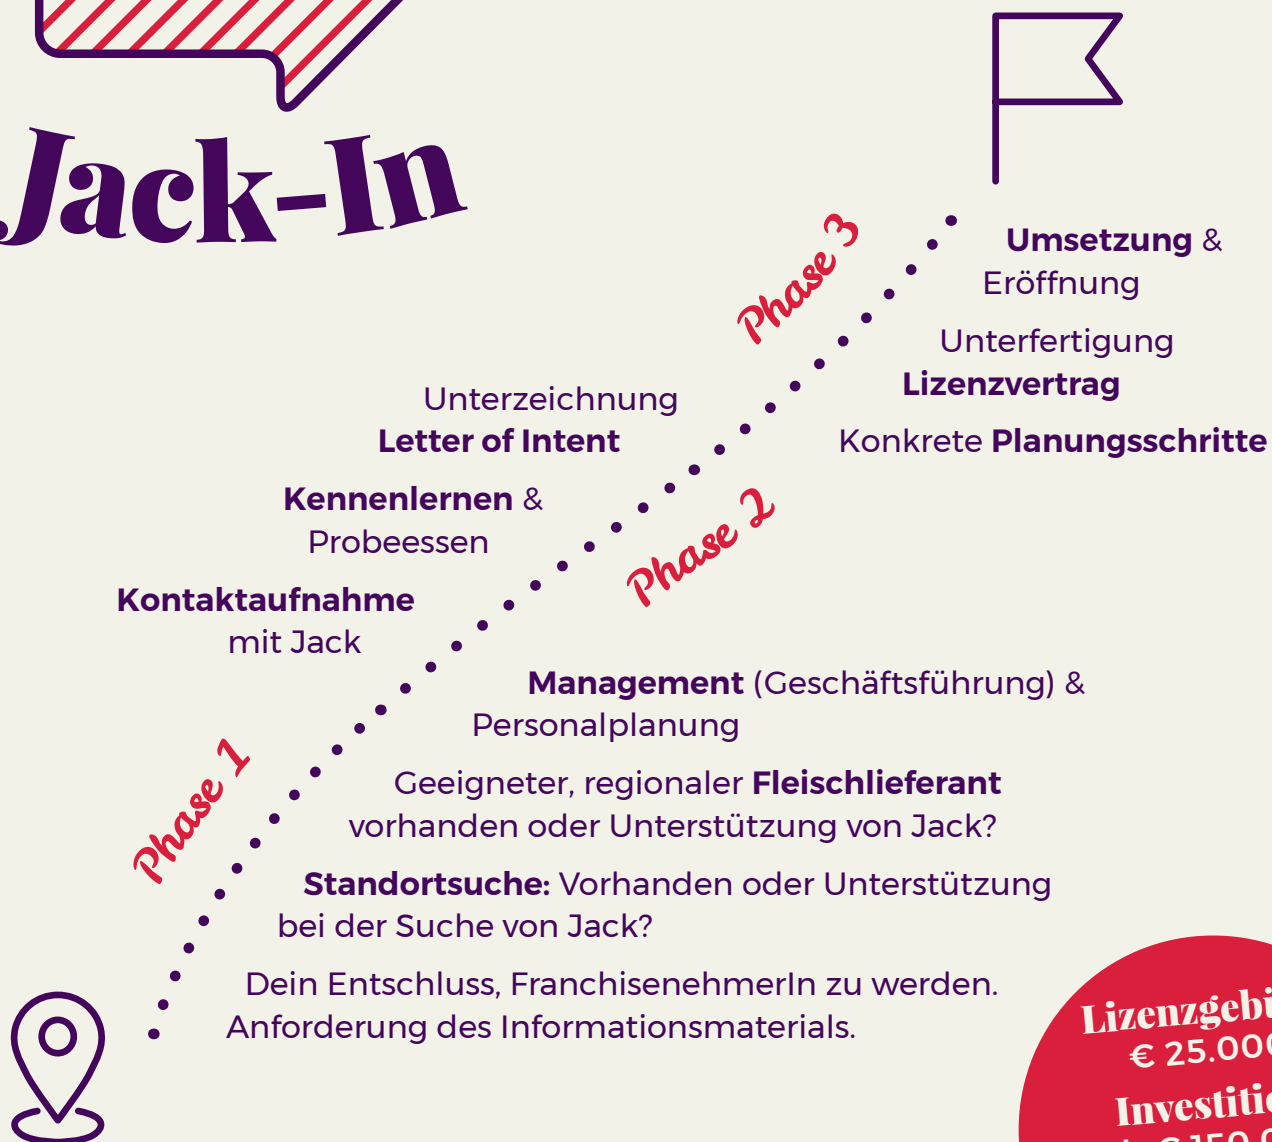 Jack-In
Phase 3
Umsetzung &
Eröffnung
Unterfertigung
Lizenzvertrag
Konkrete Planungsschritte
Unterzeichnung
Letter of Intent
Kennenlernen &
Probeessen
Kontaktaufnahme
mit Jack
Phase 2
Management (Geschäftsführung) &
Personalplanung
Geeigneter, regionaler Fleischlieferant
vorhanden oder Unterstützung von Jack?
Standortsuche: Vorhanden oder Unterstützung
bei der Suche von Jack?
Dein Entschluss, FranchisenehmerIn zu werden.
Anforderung des Informationsmaterials.
Phase 1
€